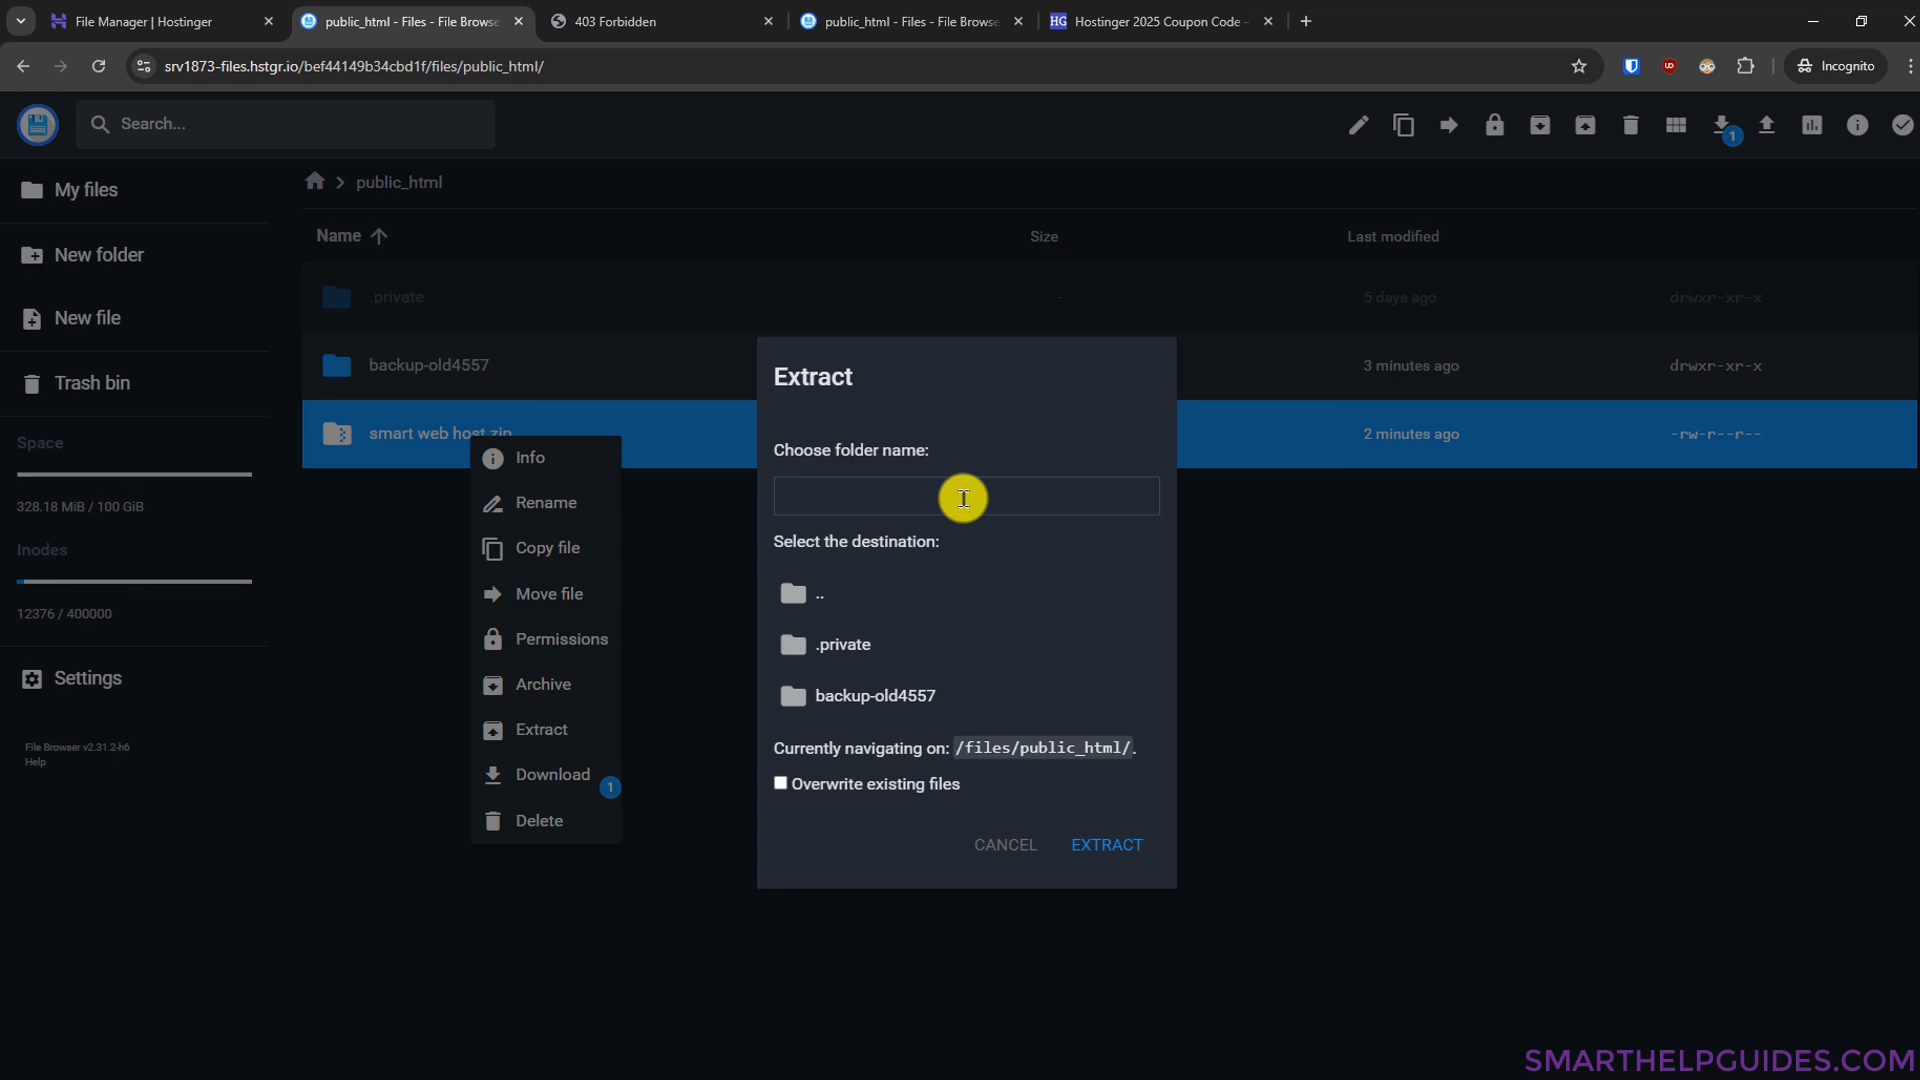 File Manager | Hostinger
public_html - Files - File Browse
403 Forbidden
public_html - Files - File Browse
HG Hostinger 2025 Coupon Code -
srv1873-files.hstgr.io/bef44149b34cbd1f/files/public_html/
Incognito
Search...
1
My files
New folder
New file
Trash bin
Space
328.18 MiB / 100 GiB
Inodes
12376 / 400000
Settings
File Browser v2.31.2-h6
Help
public_html
Name Size Last modified
.private - 5 days ago drwxr-xr-x
backup-old4557 3 minutes ago drwxr-xr-x
smart web host.zip 2 minutes ago -rw-r--r--
Info
Rename
Copy file
Move file
Permissions
Archive
Extract
Download 1
Delete
Extract
Choose folder name:
Select the destination:
..
.private
backup-old4557
Currently navigating on: /files/public_html/.
Overwrite existing files
CANCEL EXTRACT
SMARTHELPGUIDES.COM